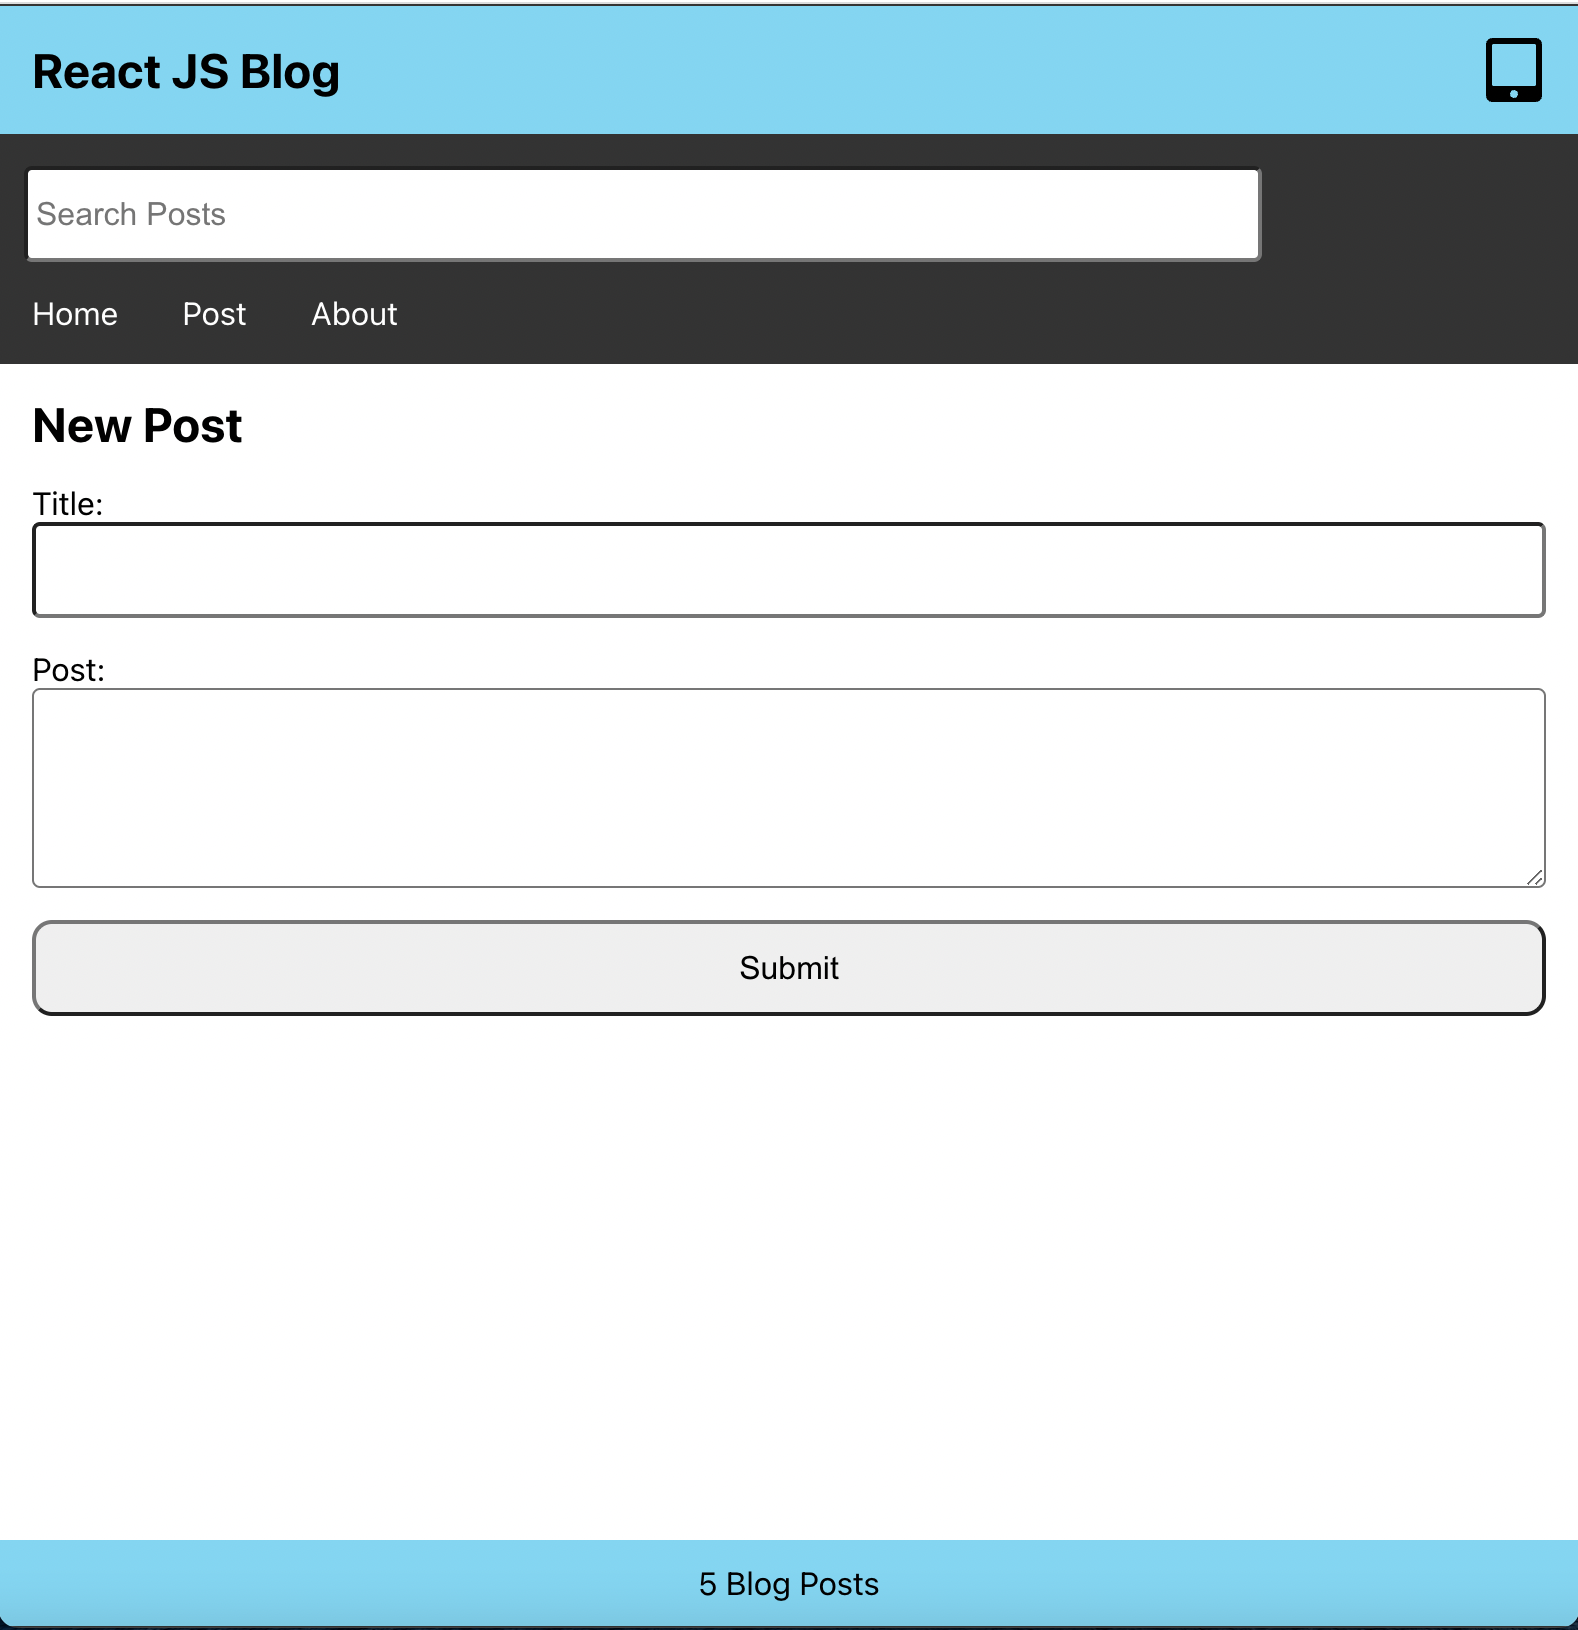 React JS Blog
Search Posts
Home Post About
New Post
Title:
Post:
Submit
5 Blog Posts